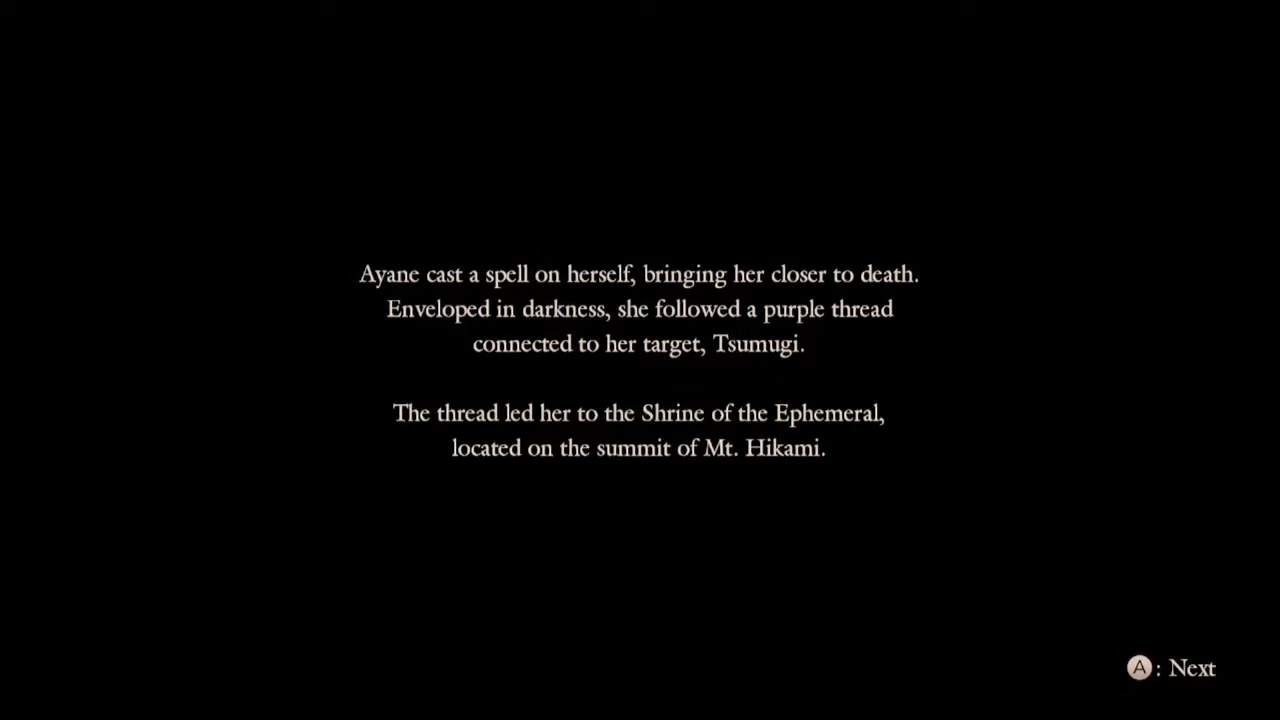 Ayane cast a spell on herself, bringing her closer to death.
Enveloped in darkness, she followed a purple thread
connected to her target, Tsumugi.
The thread led her to the Shrine of the Ephemeral,
located on the summit of Mt. Hikami.
A : Next